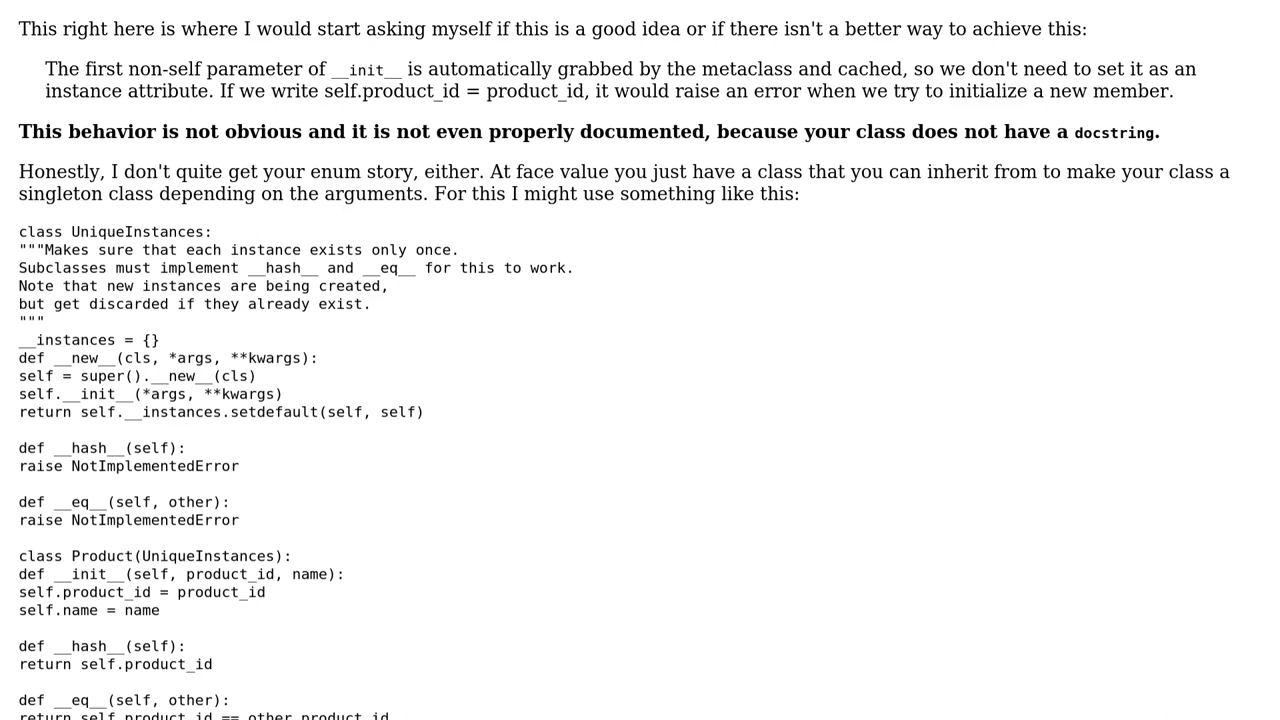 This right here is where I would start asking myself if this is a good idea or if there isn't a better way to achieve this:
The first non-self parameter of __init__ is automatically grabbed by the metaclass and cached, so we don't need to set it as an
instance attribute. If we write self.product_id = product_id, it would raise an error when we try to initialize a new member.
This behavior is not obvious and it is not even properly documented, because your class does not have a docstring.
Honestly, I don't quite get your enum story, either. At face value you just have a class that you can inherit from to make your class a
singleton class depending on the arguments. For this I might use something like this:
class UniqueInstances:
"""Makes sure that each instance exists only once.
Subclasses must implement __hash__ and __eq__ for this to work.
Note that new instances are being created,
but get discarded if they already exist.
"""
__instances = {}
def __new__(cls, *args, **kwargs):
self = super().__new__(cls)
self.__init__(*args, **kwargs)
return self.__instances.setdefault(self, self)
def __hash__(self):
raise NotImplementedError
def __eq__(self, other):
raise NotImplementedError
class Product(UniqueInstances):
def __init__(self, product_id, name):
self.product_id = product_id
self.name = name
def __hash__(self):
return self.product_id
def __eq__(self, other):
return self.product_id == other.product_id